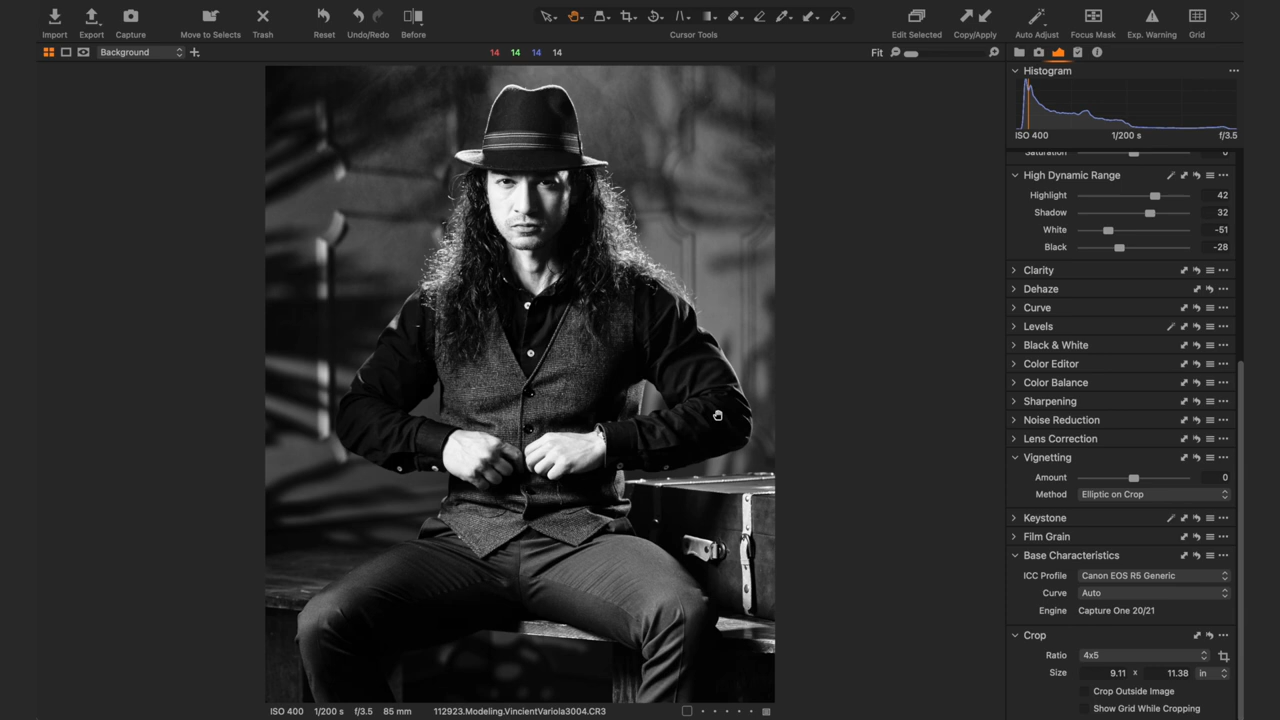 Import Export Capture Move to Selects Trash Reset Undo/Redo Before Cursor Tools Edit Selected Copy/Apply Auto Adjust Focus Mask Exp. Warning Grid
Background 14 14 14 14 Fit
Histogram
ISO 400 1/200 s f/3.5
Saturation 0
High Dynamic Range
Highlight 42
Shadow 32
White -51
Black -28
Clarity
Dehaze
Curve
Levels
Black & White
Color Editor
Color Balance
Sharpening
Noise Reduction
Lens Correction
Vignetting
Amount 0
Method Elliptic on Crop
Keystone
Film Grain
Base Characteristics
ICC Profile Canon EOS R5 Generic
Curve Auto
Engine Capture One 20/21
Crop
Ratio 4x5
Size 9.11 x 11.38 in
Crop Outside Image
Show Grid While Cropping
ISO 400 1/200 s f/3.5 85 mm 112923.Modeling.VincientVariola3004.CR3